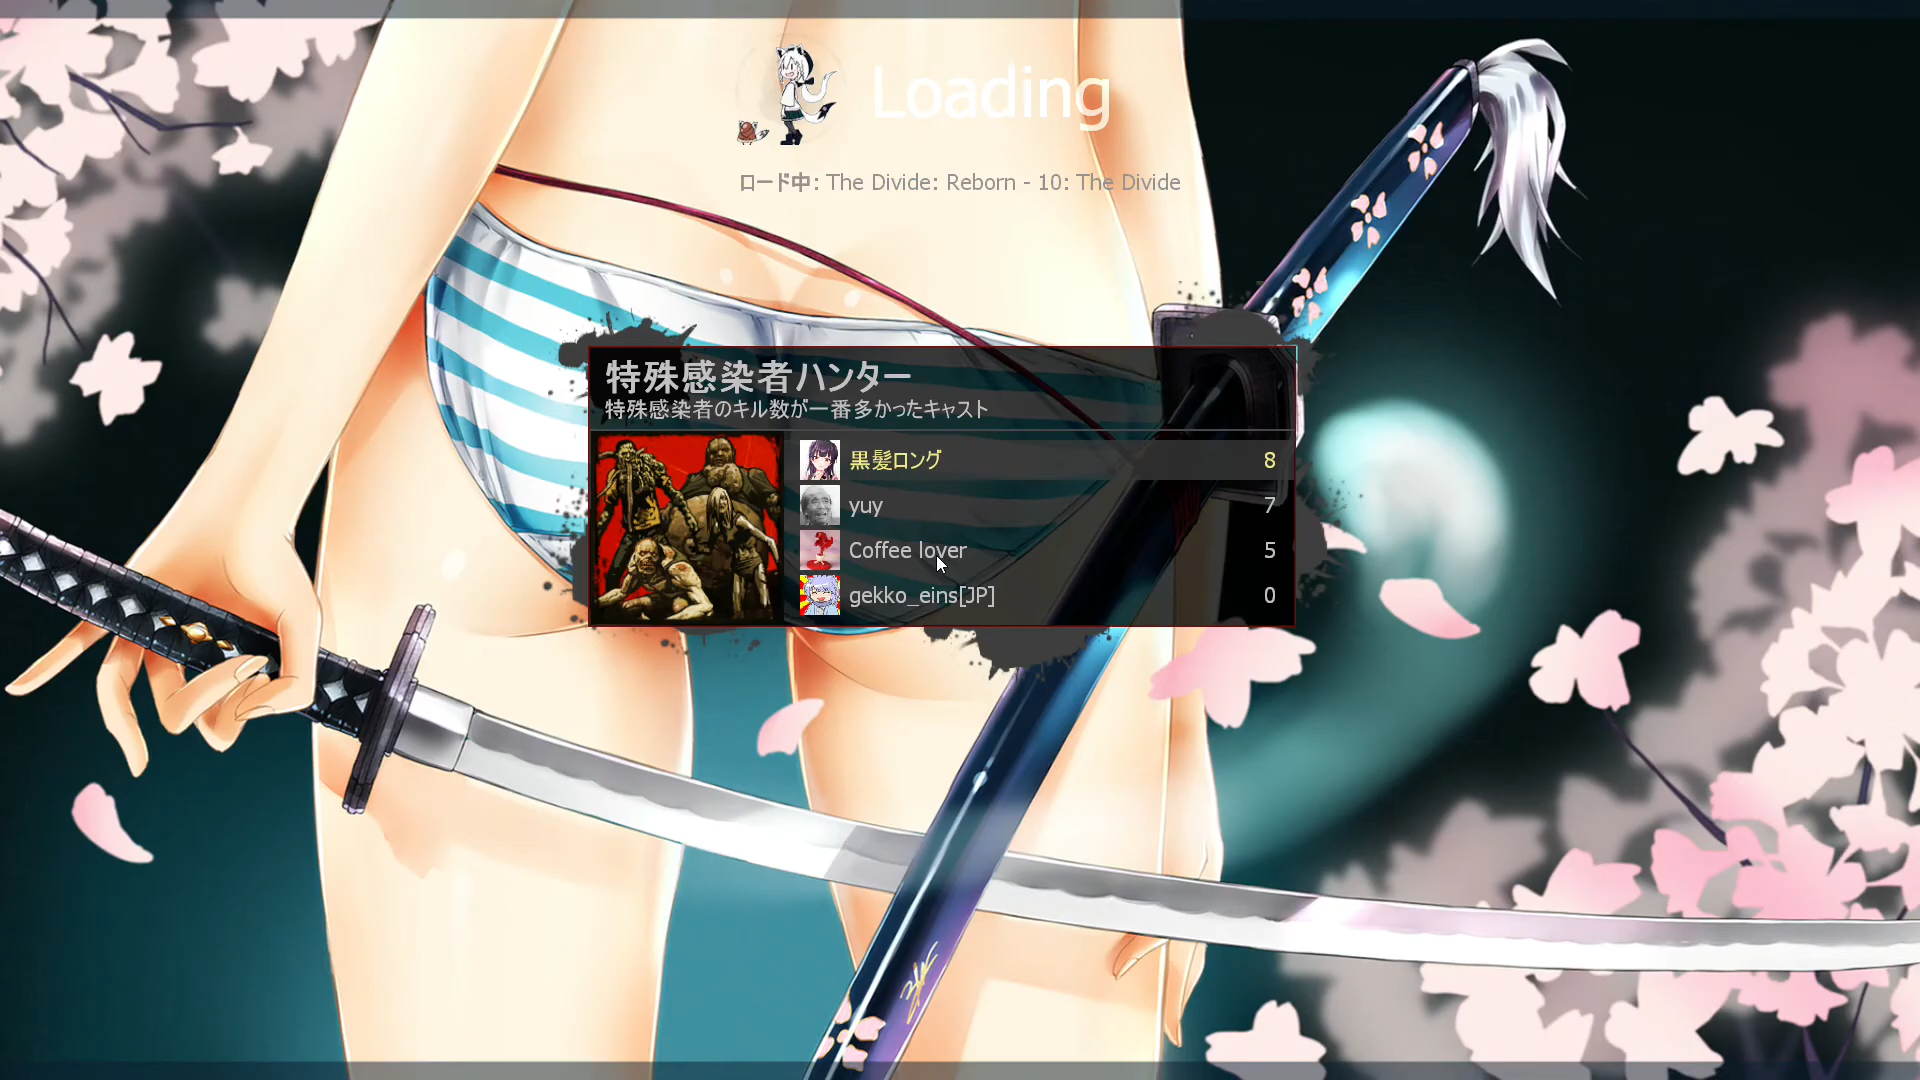 Loading
ロード中: The Divide: Reborn - 10: The Divide
特殊感染者ハンター
特殊感染者のキル数が一番多かったキャスト
黒髪ロング 8
yuy 7
Coffee lover 5
gekko_eins[JP] 0